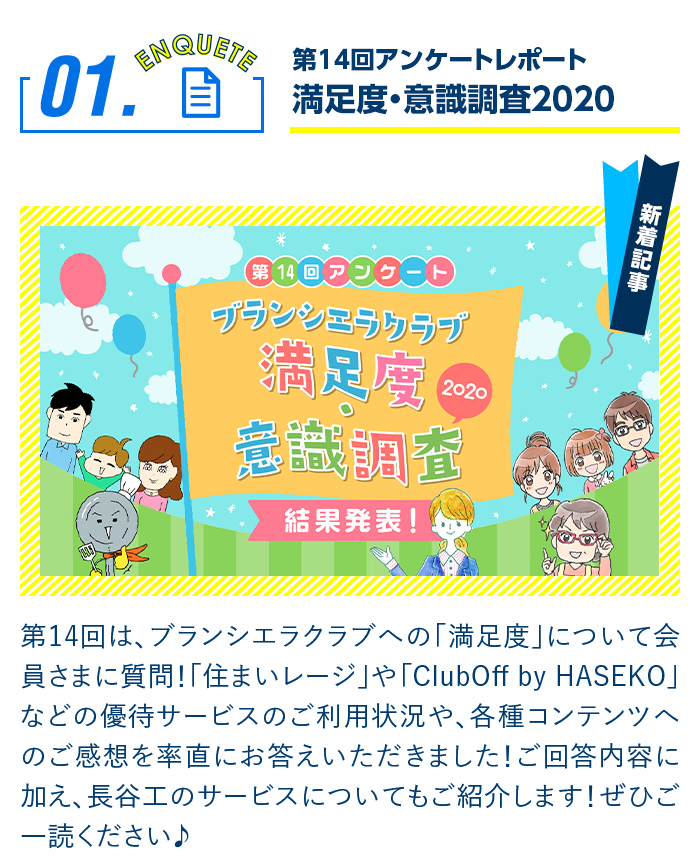 01.
ENQUETE
第14回アンケートレポート
満足度・意識調査2020
新着記事
第14回アンケート
ブランシエラクラブ
満足度・
2020
意識調査
結果発表!
第14回は、ブランシエラクラブへの「満足度」について会
員さまに質問!「住まいレージ」や「ClubOff by HASEKO」
などの優待サービスのご利用状況や、各種コンテンツへ
のご感想を率直にお答えいただきました!ご回答内容に
加え、長谷工のサービスについてもご紹介します!ぜひご
一読ください♪